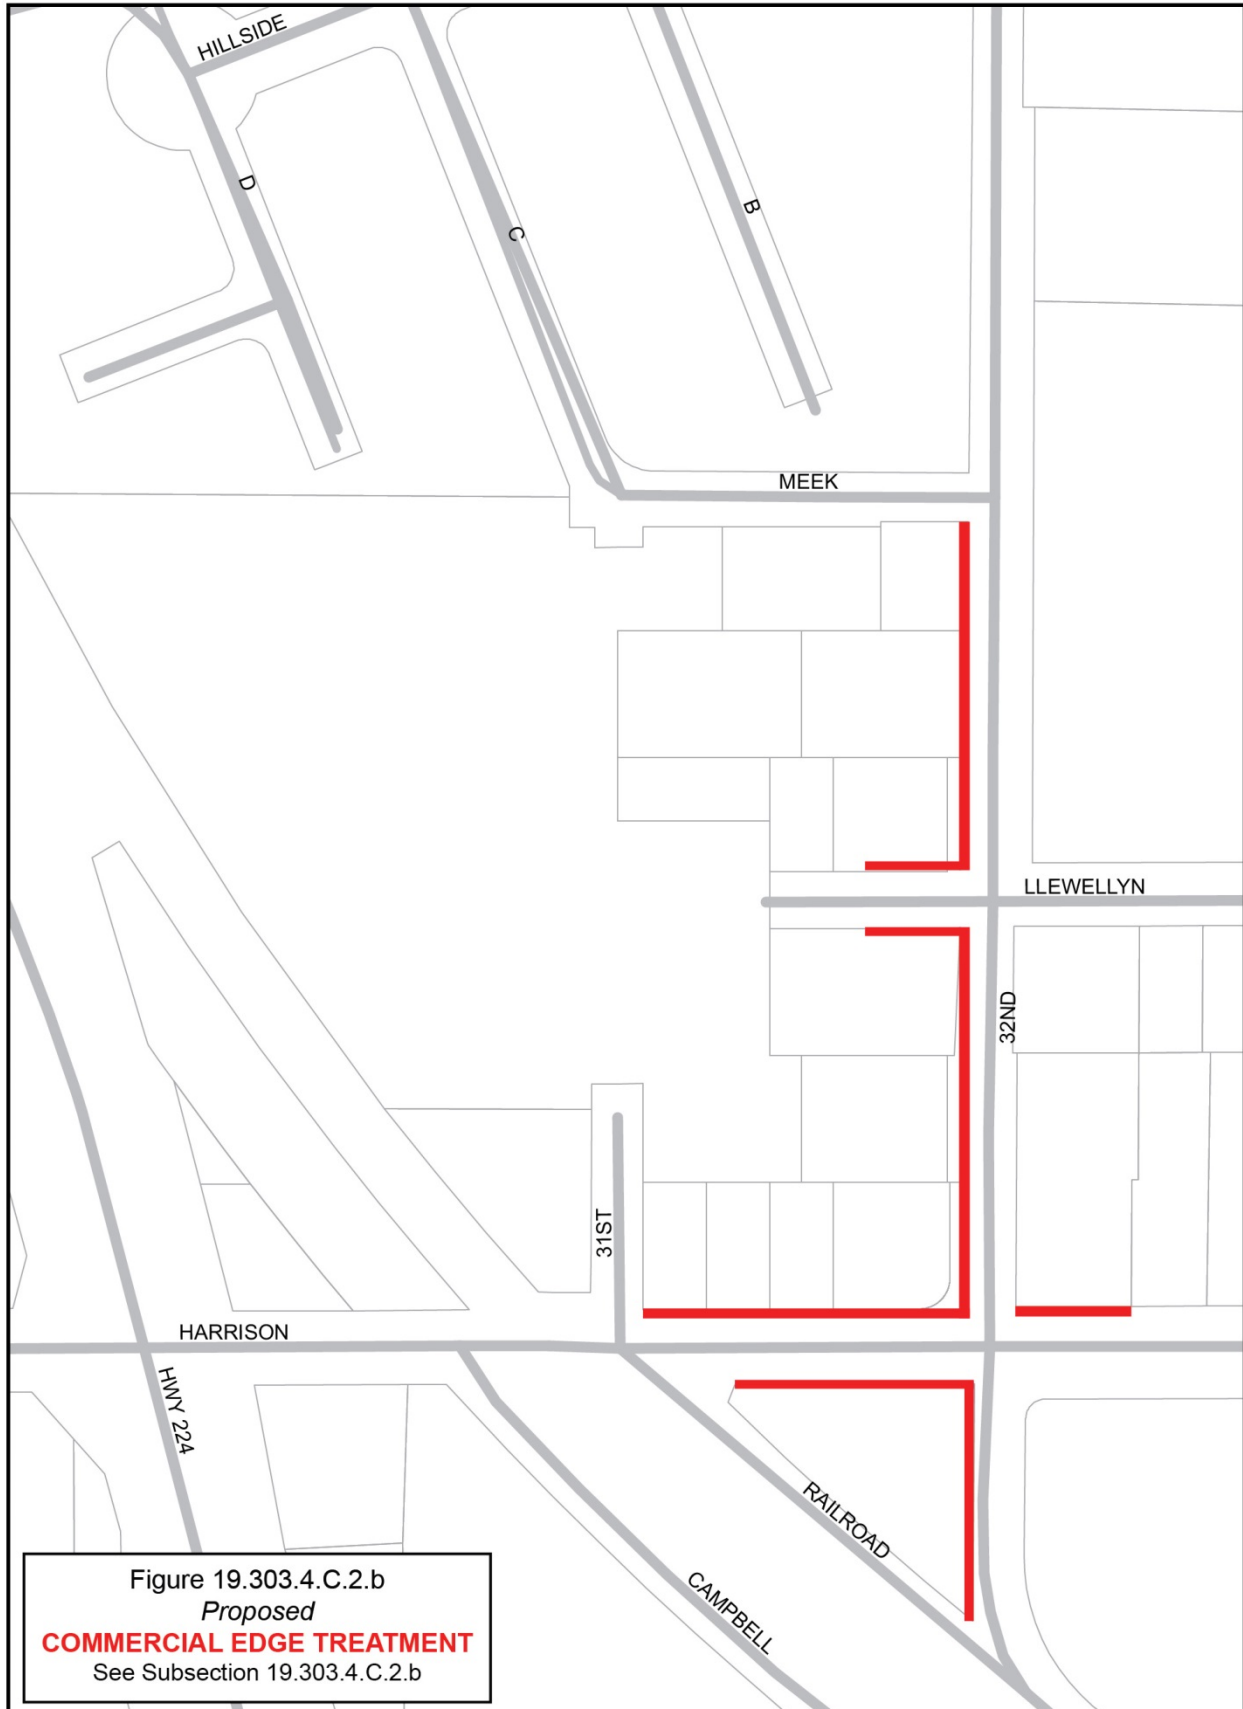 HILLSIDE
D
C
B
MEEK
LLEWELLYN
32ND
31ST
HARRISON
HWY 224
RAILROAD
CAMPBELL
Figure 19.303.4.C.2.b
Proposed
COMMERCIAL EDGE TREATMENT
See Subsection 19.303.4.C.2.b